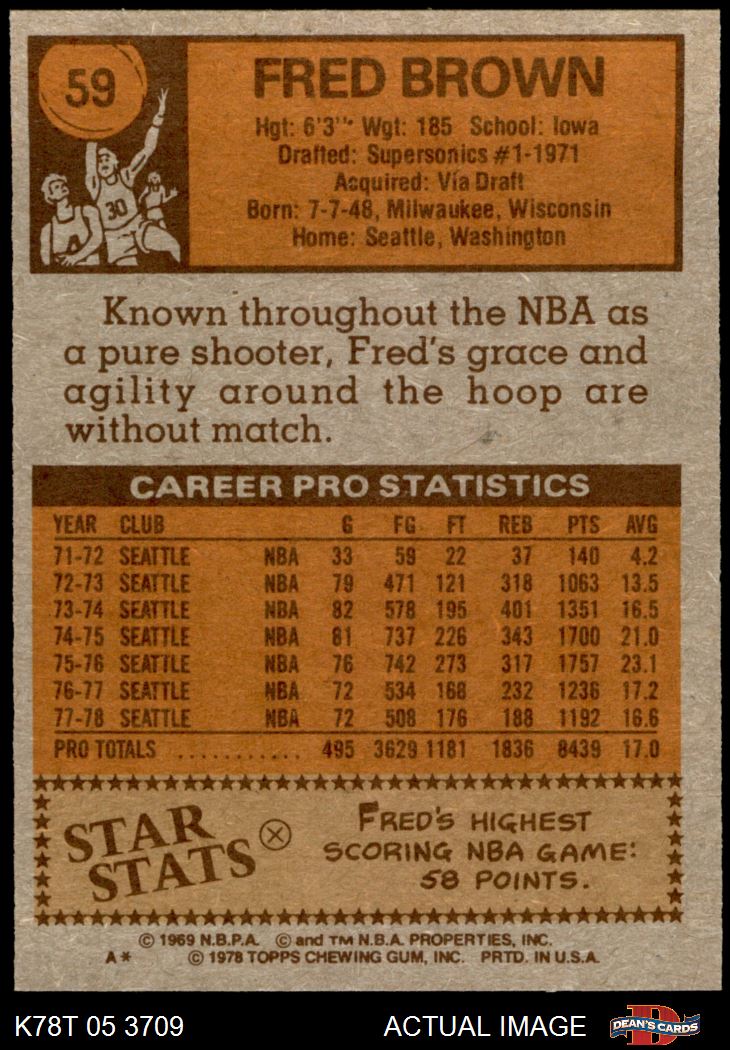 59
FRED BROWN
Hgt: 6'3" Wgt: 185 School: Iowa
Drafted: Supersonics #1-1971
Acquired: Via Draft
Born: 7-7-48, Milwaukee, Wisconsin
Home: Seattle, Washington
30
Known throughout the NBA as
a pure shooter, Fred's grace and
agility around the hoop are
without match.
CAREER PRO STATISTICS
YEAR CLUB G FG FT REB PTS AVG
71-72 SEATTLE NBA 33 59 22 37 140 4.2
72-73 SEATTLE NBA 79 471 121 318 1063 13.5
73-74 SEATTLE NBA 82 578 195 401 1351 16.5
74-75 SEATTLE NBA 81 737 226 343 1700 21.0
75-76 SEATTLE NBA 76 742 273 317 1757 23.1
76-77 SEATTLE NBA 72 534 168 232 1236 17.2
77-78 SEATTLE NBA 72 508 176 188 1192 16.6
PRO TOTALS ........... 495 3629 1181 1836 8439 17.0
STAR
STATS
FRED'S HIGHEST
SCORING NBA GAME:
58 POINTS.
© 1969 N.B.P.A. © and TM N.B.A. PROPERTIES, INC.
A* © 1978 TOPPS CHEWING GUM, INC. PRTD. IN U.S.A.
K78T 05 3709 ACTUAL IMAGE D DEAN'S CARDS